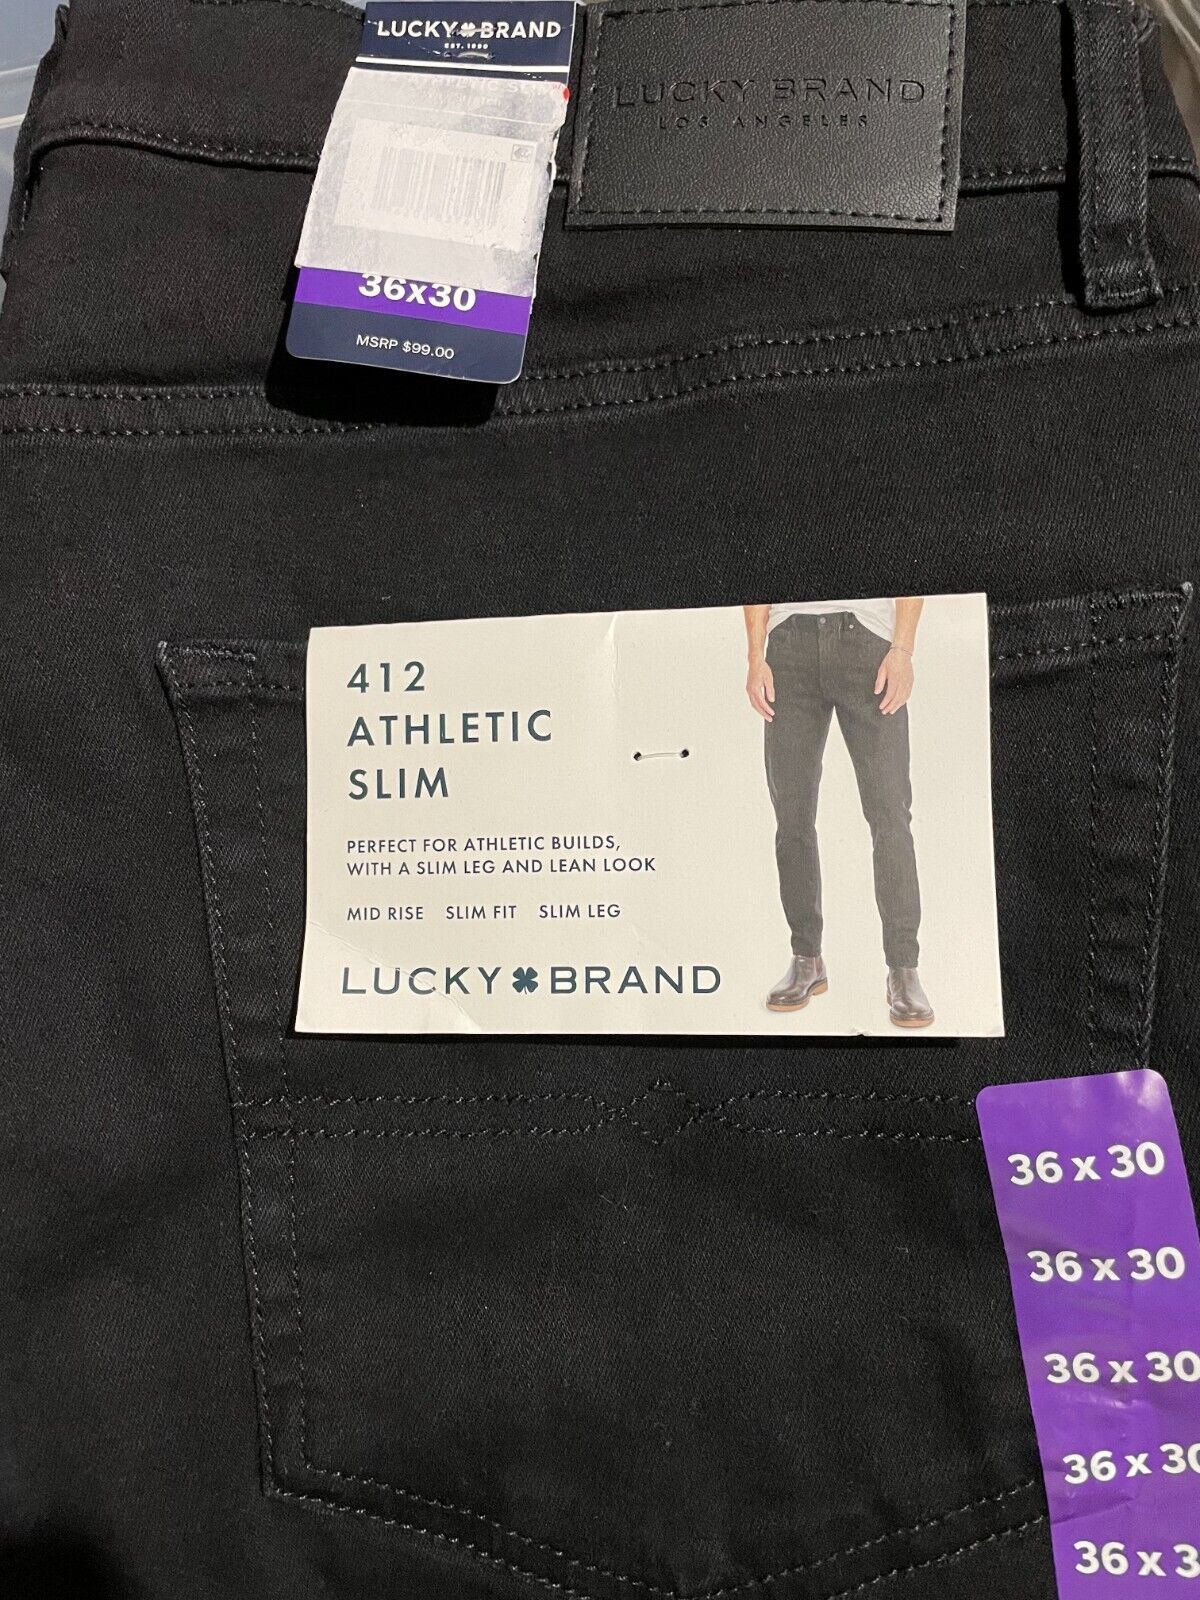 LUCKY BRAND
EST. 1990
36x30
MSRP $99.00
LUCKY BRAND
LOS ANGELES
412
ATHLETIC
SLIM
PERFECT FOR ATHLETIC BUILDS,
WITH A SLIM LEG AND LEAN LOOK
MID RISE SLIM FIT SLIM LEG
LUCKY BRAND
36 x 30
36 x 30
36 x 30
36 x 30
36 x 3